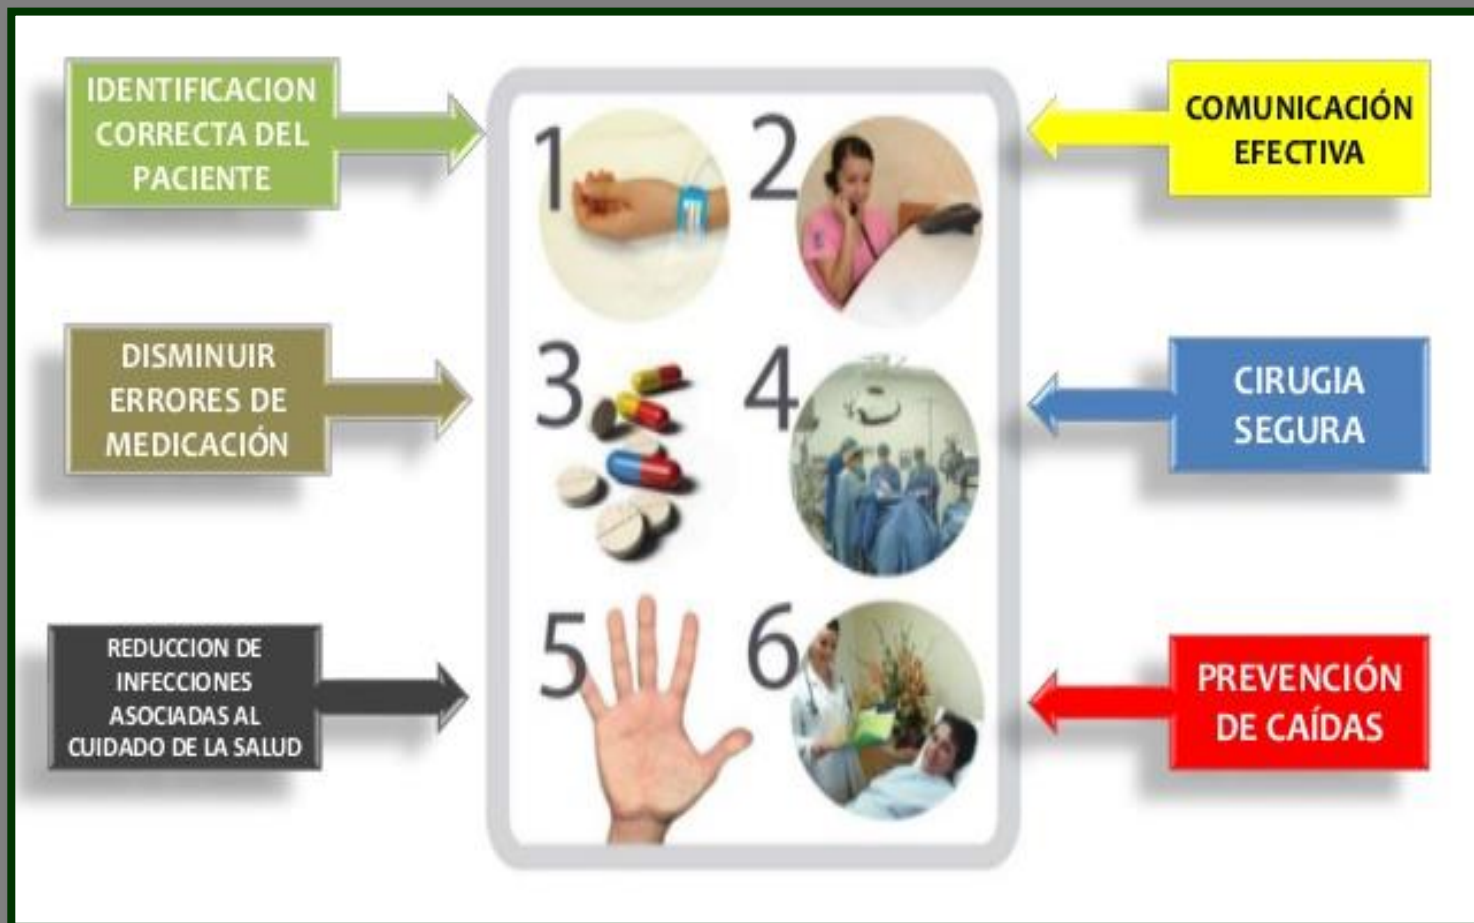 IDENTIFICACION
CORRECTA DEL
PACIENTE
1
2
COMUNICACIÓN
EFECTIVA
DISMINUIR
ERRORES DE
MEDICACIÓN
3
4
CIRUGIA
SEGURA
REDUCCION DE
INFECCIONES
ASOCIADAS AL
CUIDADO DE LA SALUD
5
6
PREVENCIÓN
DE CAÍDAS